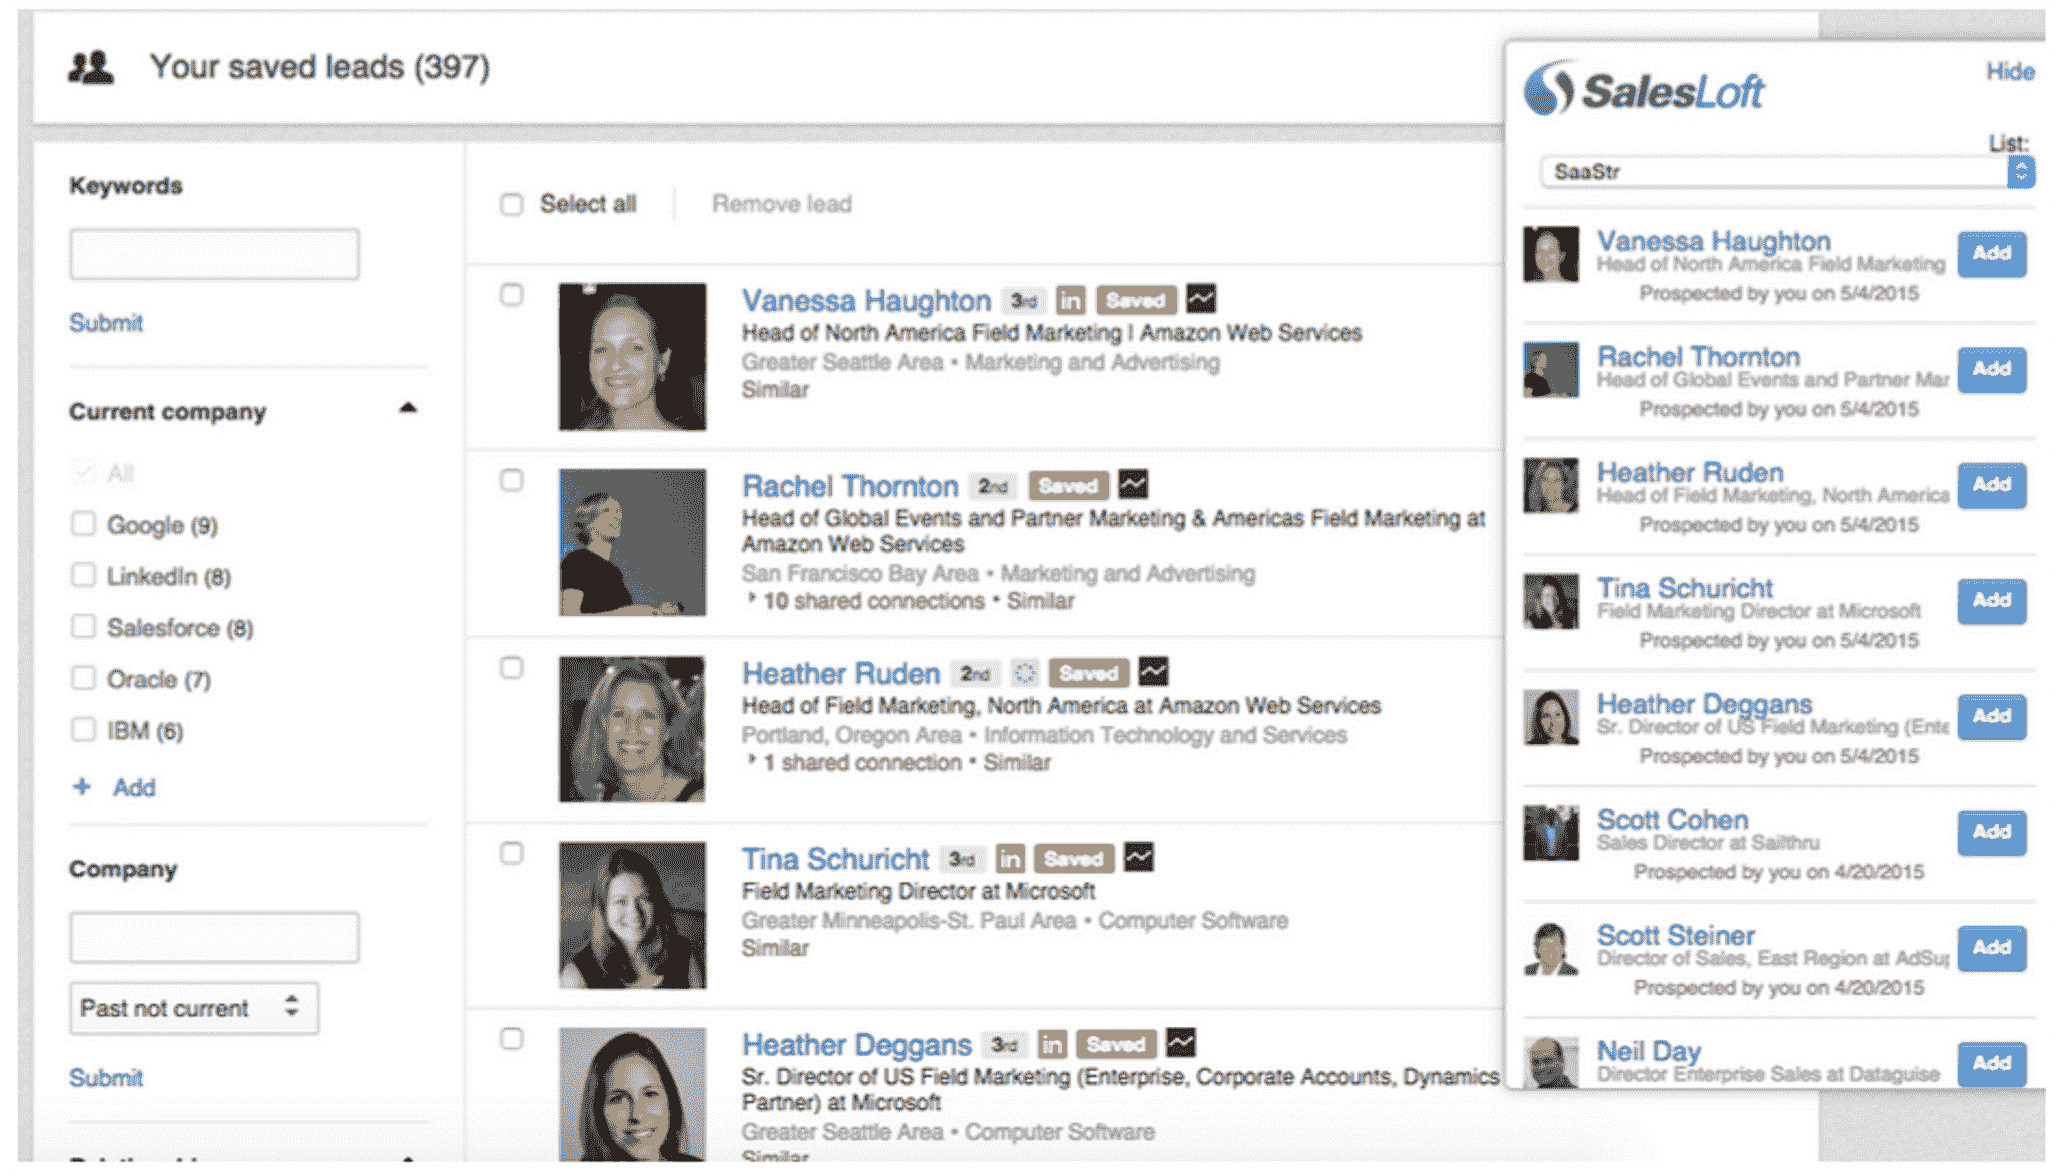 Your saved leads (397)
Keywords
Submit
Current company
All
Google (9)
LinkedIn (8)
Salesforce (8)
Oracle (7)
IBM (6)
+ Add
Company
Past not current
Submit
Select all
Remove lead
Vanessa Haughton 3rd in Saved
Head of North America Field Marketing | Amazon Web Services
Greater Seattle Area • Marketing and Advertising
Similar
Rachel Thornton 2nd Saved
Head of Global Events and Partner Marketing & Americas Field Marketing at
Amazon Web Services
San Francisco Bay Area • Marketing and Advertising
10 shared connections • Similar
Heather Ruden 2nd Saved
Head of Field Marketing, North America at Amazon Web Services
Portland, Oregon Area • Information Technology and Services
1 shared connection • Similar
Tina Schuricht 3rd in Saved
Field Marketing Director at Microsoft
Greater Minneapolis-St. Paul Area • Computer Software
Similar
Heather Deggans 3rd in Saved
Sr. Director of US Field Marketing (Enterprise, Corporate Accounts, Dynamics
Partner) at Microsoft
Greater Seattle Area • Computer Software
Similar
SalesLoft
Hide
List:
SaaStr
Vanessa Haughton
Head of North America Field Marketing
Prospected by you on 5/4/2015
Add
Rachel Thornton
Head of Global Events and Partner Mar
Prospected by you on 5/4/2015
Add
Heather Ruden
Head of Field Marketing, North America
Prospected by you on 5/4/2015
Add
Tina Schuricht
Field Marketing Director at Microsoft
Prospected by you on 5/4/2015
Add
Heather Deggans
Sr. Director of US Field Marketing (Ente
Prospected by you on 5/4/2015
Add
Scott Cohen
Sales Director at Sailthru
Prospected by you on 4/20/2015
Add
Scott Steiner
Director of Sales, East Region at AdSup
Prospected by you on 4/20/2015
Add
Neil Day
Director Enterprise Sales at Dataguise
Add